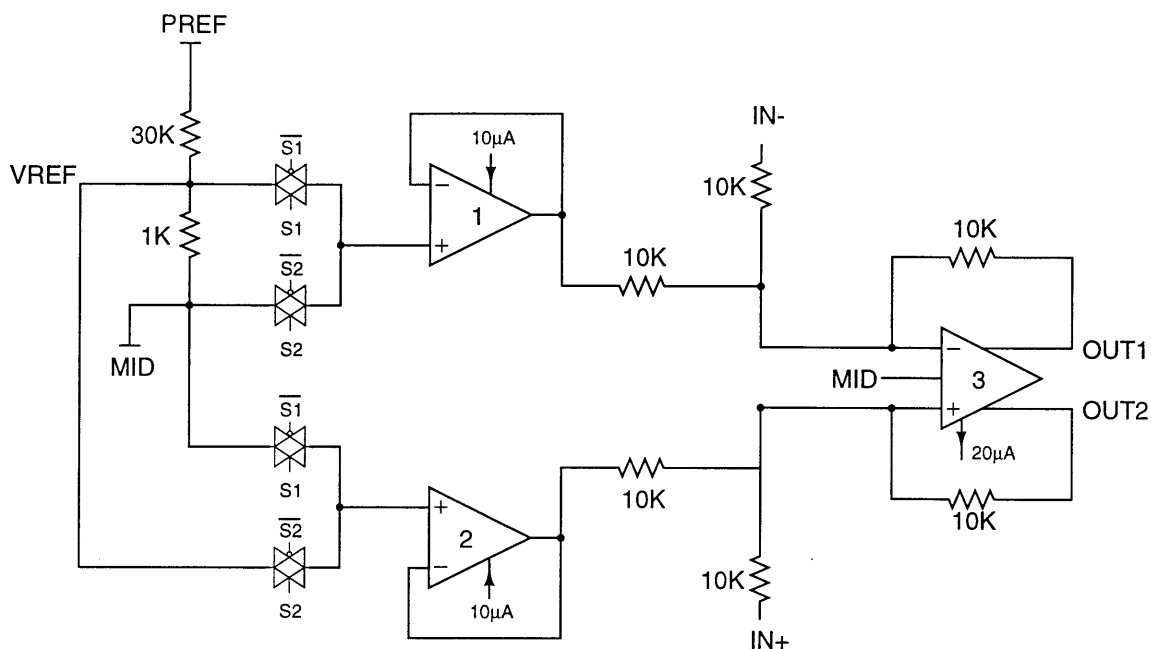 PREF
30K
VREF
1K
MID
S1
S1
S2
S2
S1
S1
S2
S2
10µA
−
1
+
+
2
−
10µA
10K
10K
IN-
10K
10K
IN+
10K
MID
−
3
+
20µA
10K
OUT1
OUT2